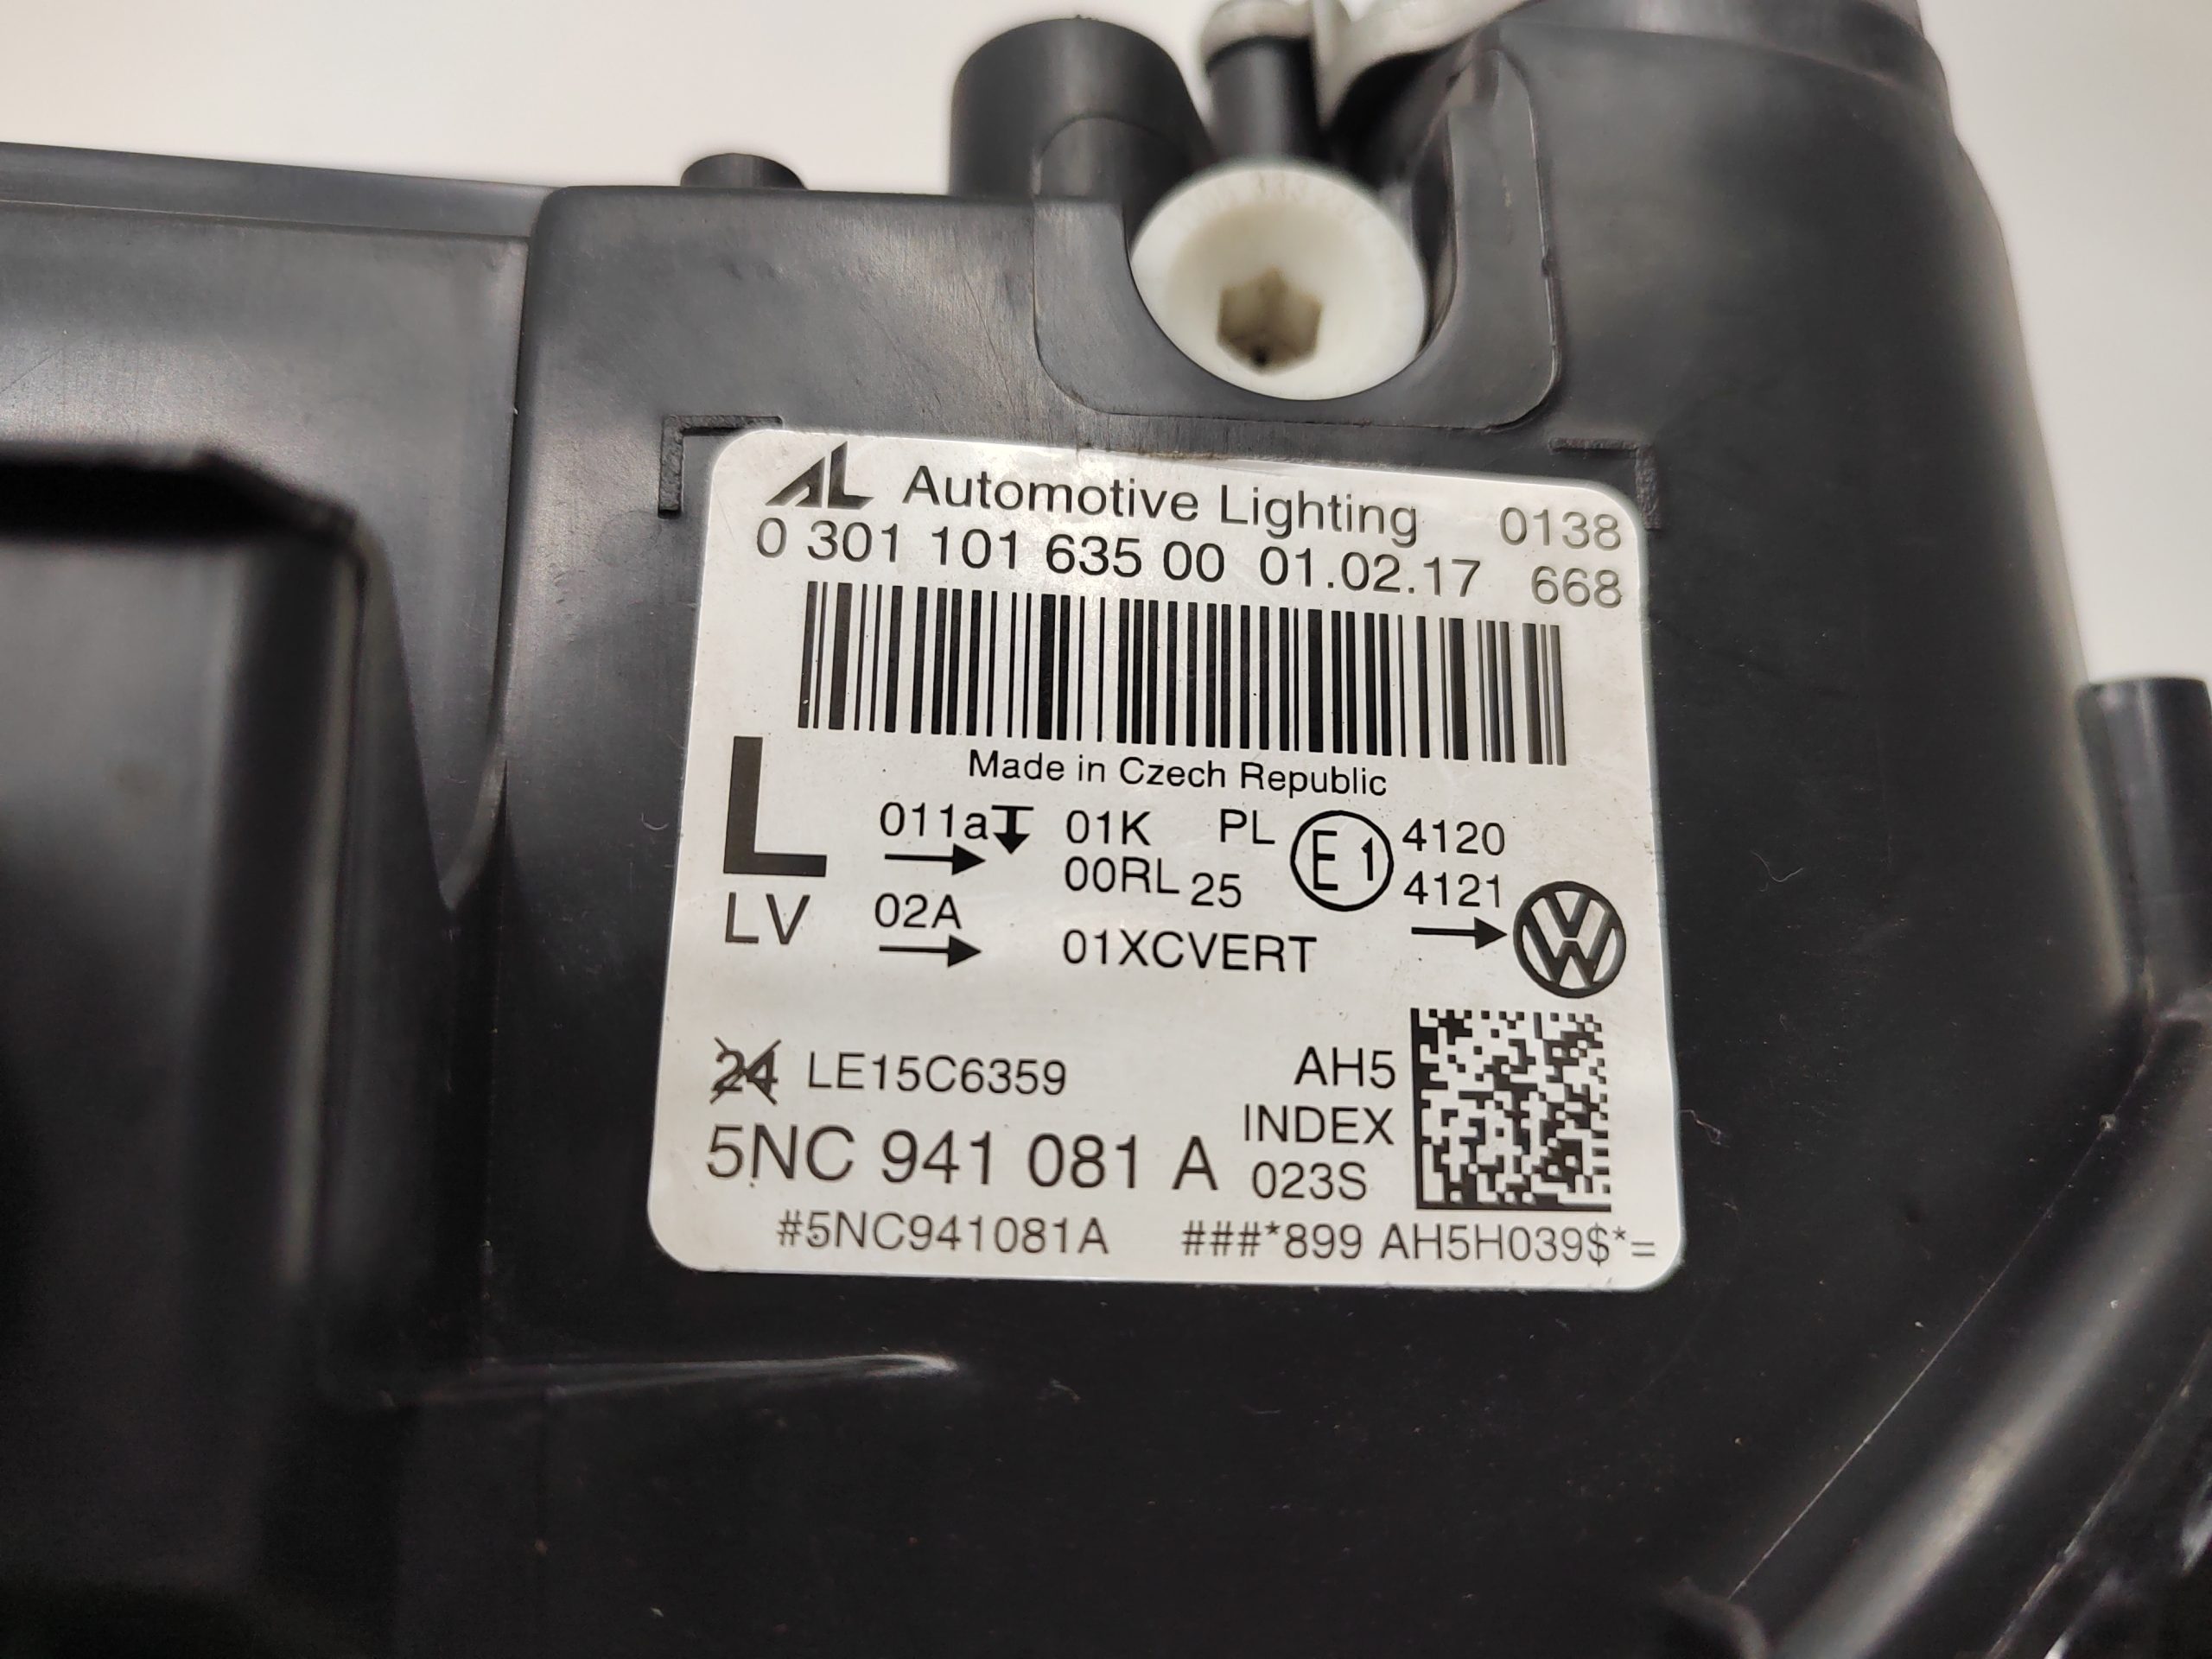 AL Automotive Lighting 0138
0 301 101 635 00 01.02.17 668
Made in Czech Republic
L
011a 01K PL E1 4120
00RL 25 4121
LV 02A 01XCVERT VW
24 LE15C6359 AH5
INDEX
5NC 941 081 A 023S
#5NC941081A ###*899 AH5H039$*=